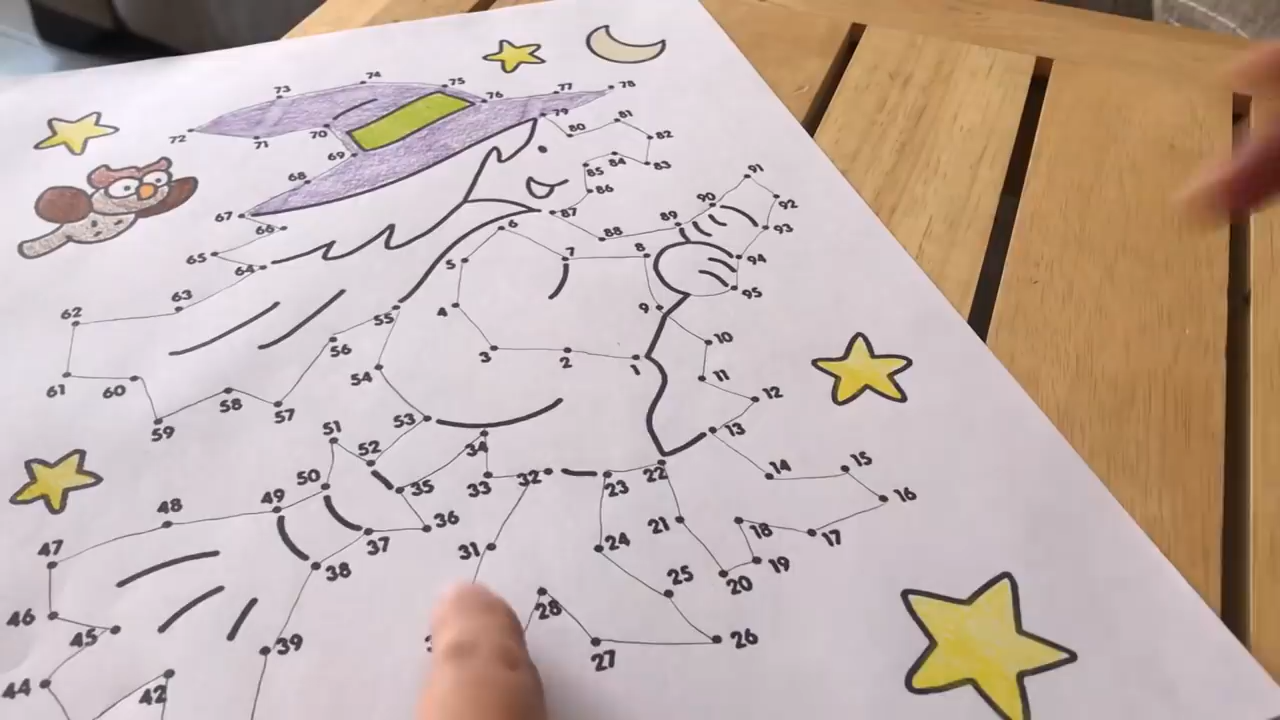 74
73 75
76 77 78
72 71 70 79 80 81 82
69 85 84 83
68 86 91
67 87 90 92
66 88 89 93
65 64 6 7 8 94
63 5 95
62 55 4 9
56 3 2 1 10
61 60 54 11
59 58 57 12
51 53 13
52 34 14 15
50 35 33 32 23 22 16
49 36
48 37 21 18 17
47 38 31 24 19
25 20
46 28
45 39 27 26
44 42